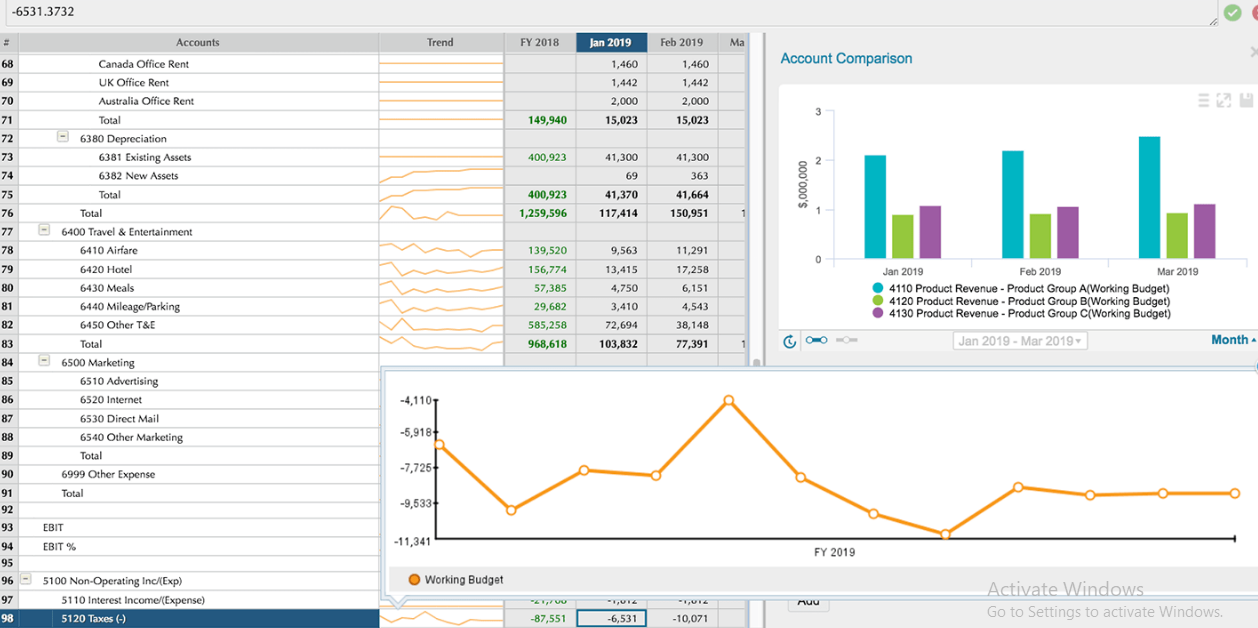 -6531.3732
# Accounts Trend FY 2018 Jan 2019 Feb 2019 Ma
68 Canada Office Rent 1,460 1,460
69 UK Office Rent 1,442 1,442
70 Australia Office Rent 2,000 2,000
71 Total 149,940 15,023 15,023
72 6380 Depreciation
73 6381 Existing Assets 400,923 41,300 41,300
74 6382 New Assets 69 363
75 Total 400,923 41,370 41,664
76 Total 1,259,596 117,414 150,951 1
77 6400 Travel & Entertainment
78 6410 Airfare 139,520 9,563 11,291
79 6420 Hotel 156,774 13,415 17,258
80 6430 Meals 57,385 4,750 6,151
81 6440 Mileage/Parking 29,682 3,410 4,543
82 6450 Other T&E 585,258 72,694 38,148
83 Total 968,618 103,832 77,391 1
84 6500 Marketing
85 6510 Advertising
86 6520 Internet
87 6530 Direct Mail
88 6540 Other Marketing
89 Total
90 6999 Other Expense
91 Total
92
93 EBIT
94 EBIT %
95
96 5100 Non-Operating Inc/(Exp)
97 5110 Interest Income/(Expense)
98 5120 Taxes (-) -87,551 -6,531 -10,071
Account Comparison
3
2
1
0
$,000,000
Jan 2019 Feb 2019 Mar 2019
4110 Product Revenue - Product Group A(Working Budget)
4120 Product Revenue - Product Group B(Working Budget)
4130 Product Revenue - Product Group C(Working Budget)
Jan 2019 - Mar 2019 Month
-4,110
-5,918
-7,725
-9,533
-11,341
FY 2019
Working Budget
Add
Activate Windows
Go to Settings to activate Windows.